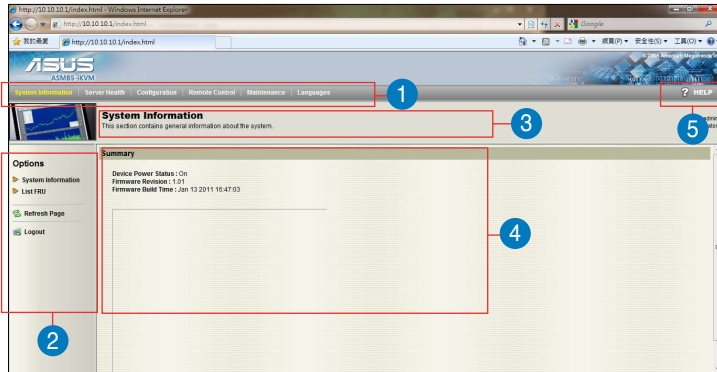 http://10.10.10.1/index.html - Windows Internet Explorer
http://10.10.10.1/index.html
Google
我的最愛
http://10.10.10.1/index.html
網頁(P)
安全性(S)
工具(O)
ASUS
ASMB5-iKVM
System Information | Server Health | Configuration | Remote Control | Maintenance | Languages
1
? HELP
5
System Information
This section contains general information about the system.
3
Options
System Information
List FRU
Refresh Page
Logout
2
Summary
Device Power Status : On
Firmware Revision : 1.01
Firmware Build Time : Jan 13 2011 16:47:03
4